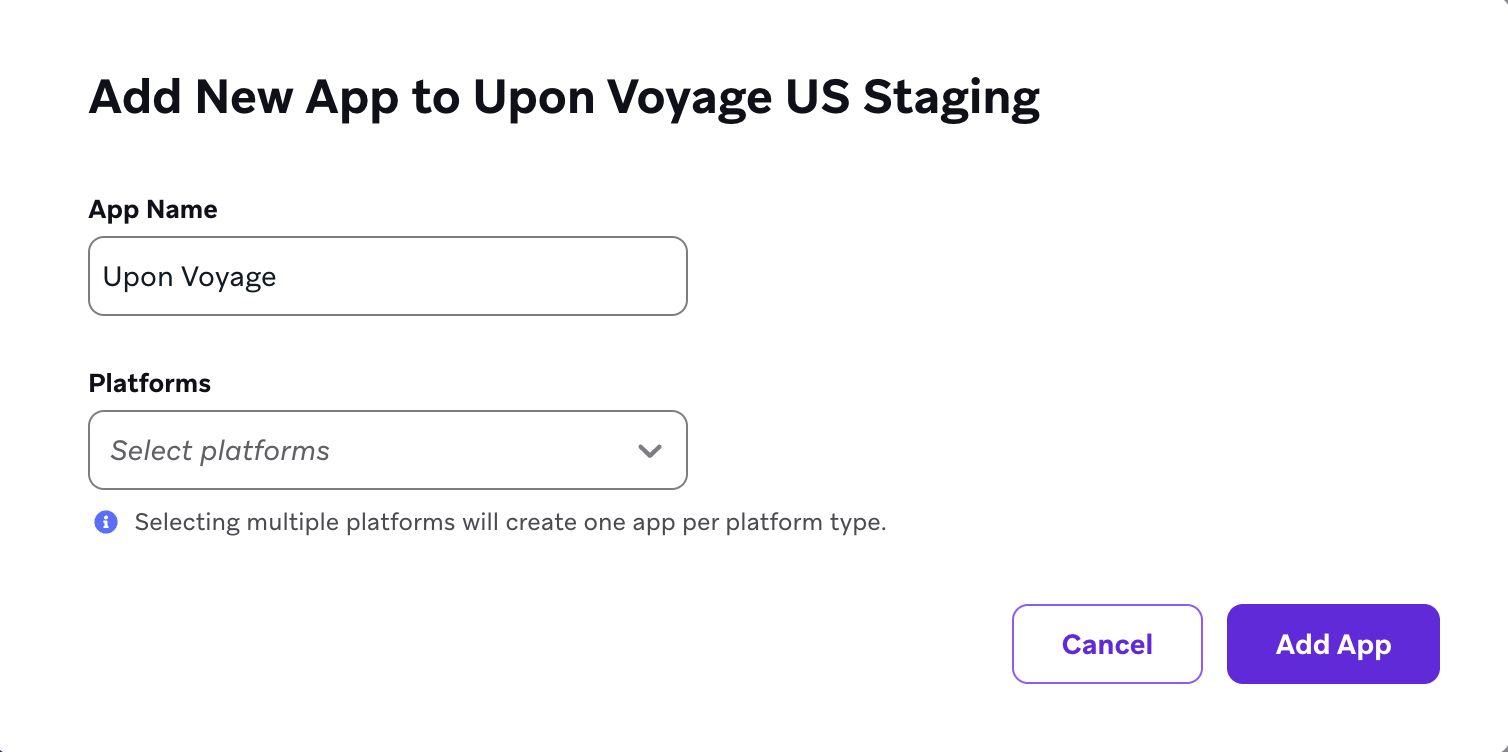 Add New App to Upon Voyage US Staging
App Name
Upon Voyage
Platforms
Select platforms
Selecting multiple platforms will create one app per platform type.
Cancel
Add App